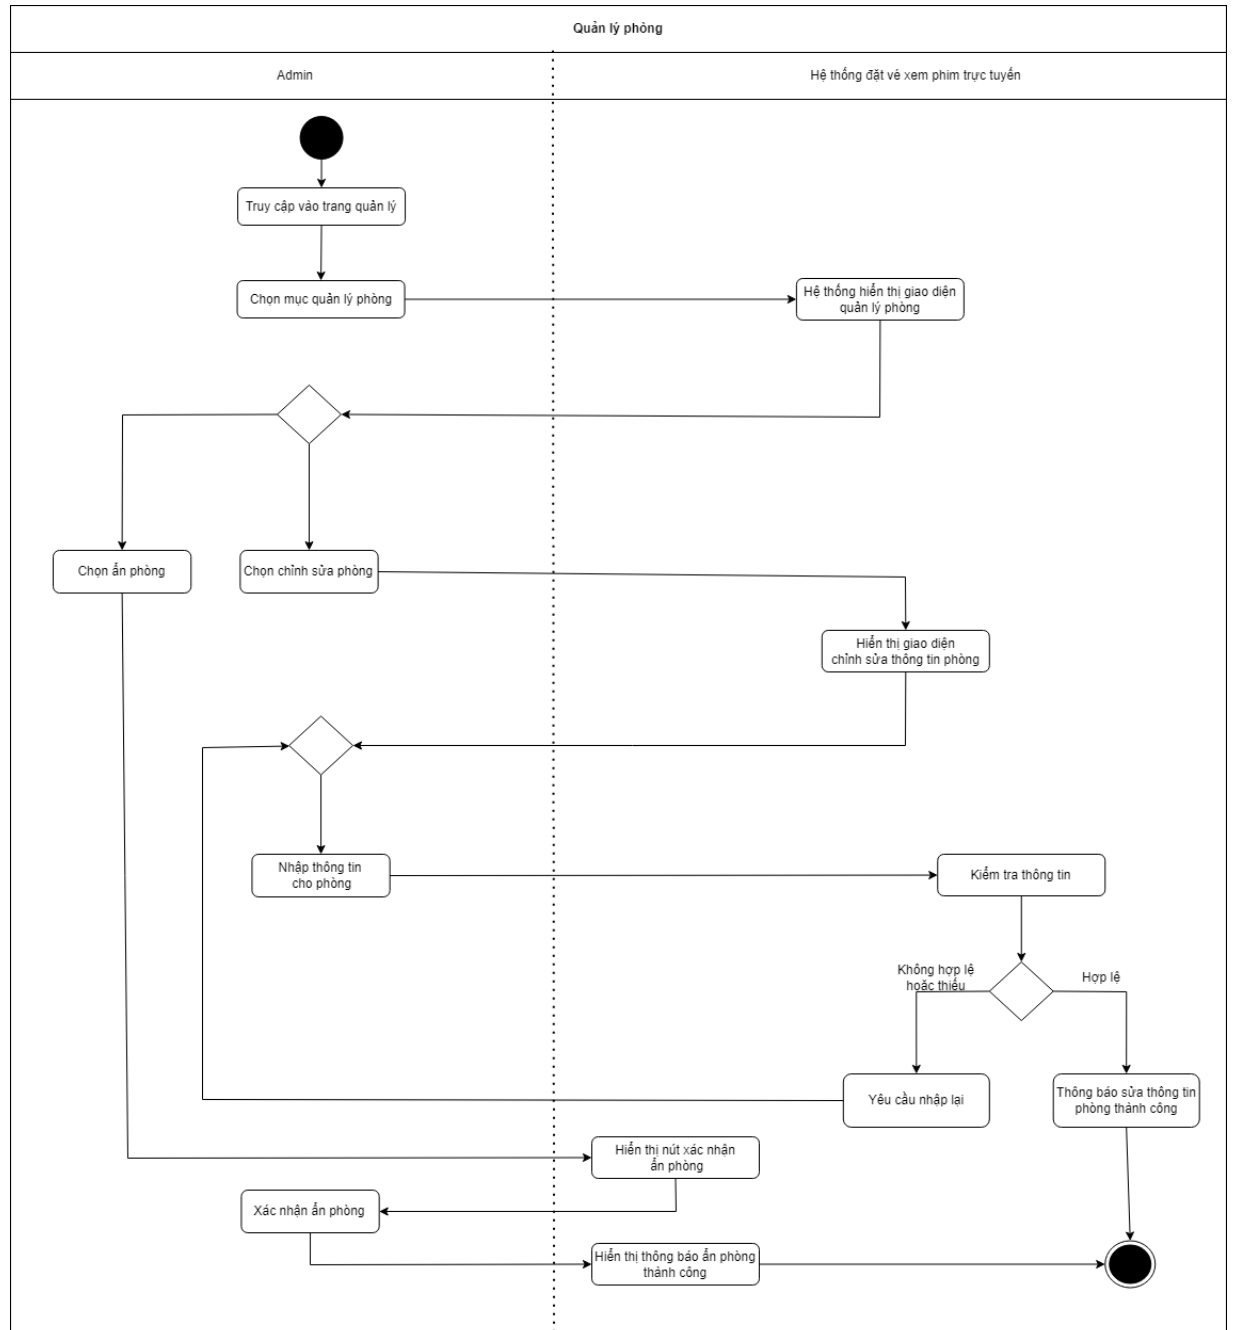 Quản lý phòng
Admin
Hệ thống đặt vé xem phim trực tuyến
Truy cập vào trang quản lý
Chọn mục quản lý phòng
Hệ thống hiển thị giao diện
quản lý phòng
Chọn ẩn phòng
Chọn chỉnh sửa phòng
Hiển thị giao diện
chỉnh sửa thông tin phòng
Nhập thông tin
cho phòng
Kiểm tra thông tin
Không hợp lệ
hoặc thiếu
Hợp lệ
Yêu cầu nhập lại
Thông báo sửa thông tin
phòng thành công
Hiển thị nút xác nhận
ẩn phòng
Xác nhận ẩn phòng
Hiển thị thông báo ẩn phòng
thành công